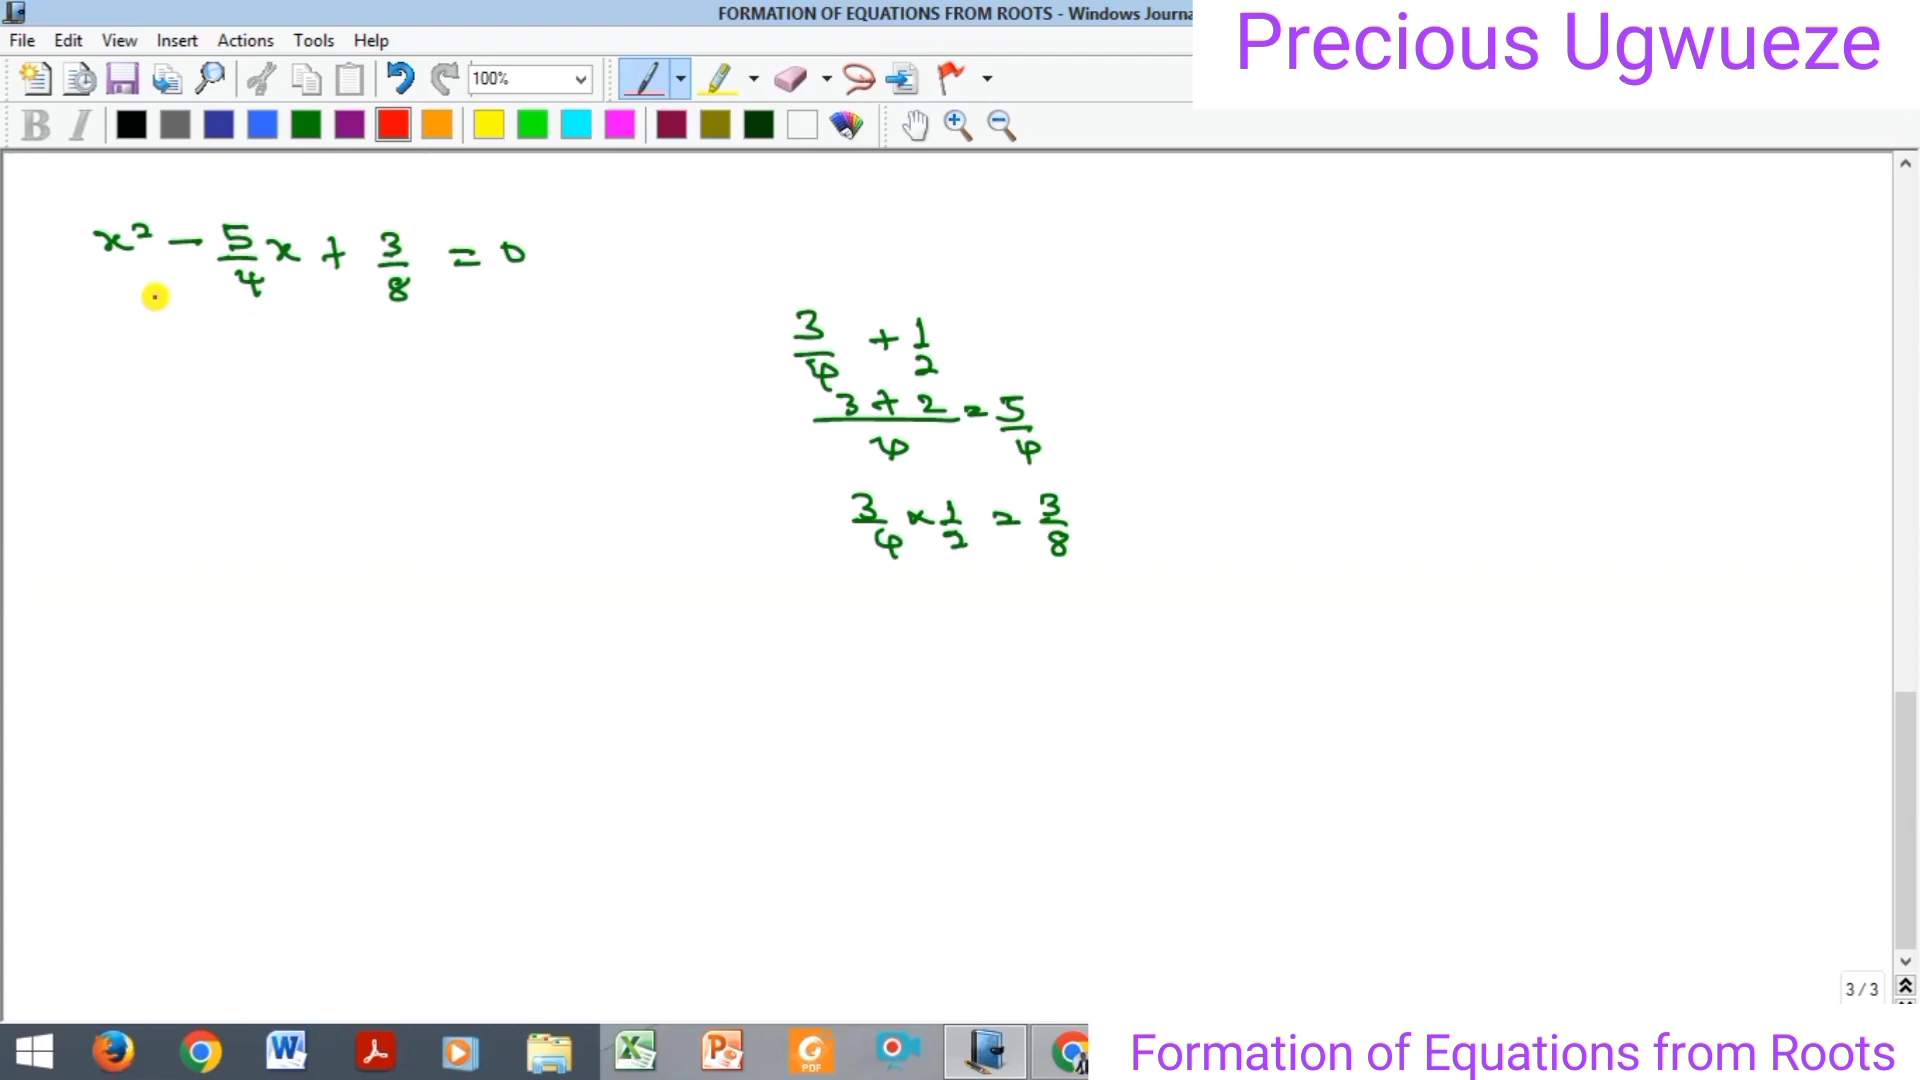 FORMATION OF EQUATIONS FROM ROOTS - Windows Journa
Precious Ugwueze
File Edit View Insert Actions Tools Help
100%
B I
x² - 5/4 x + 3/8 = 0
3/4 + 1/2
3 + 2 / 4 = 5/4
3/4 × 1/2 = 3/8
3 / 3
PDF
Formation of Equations from Roots